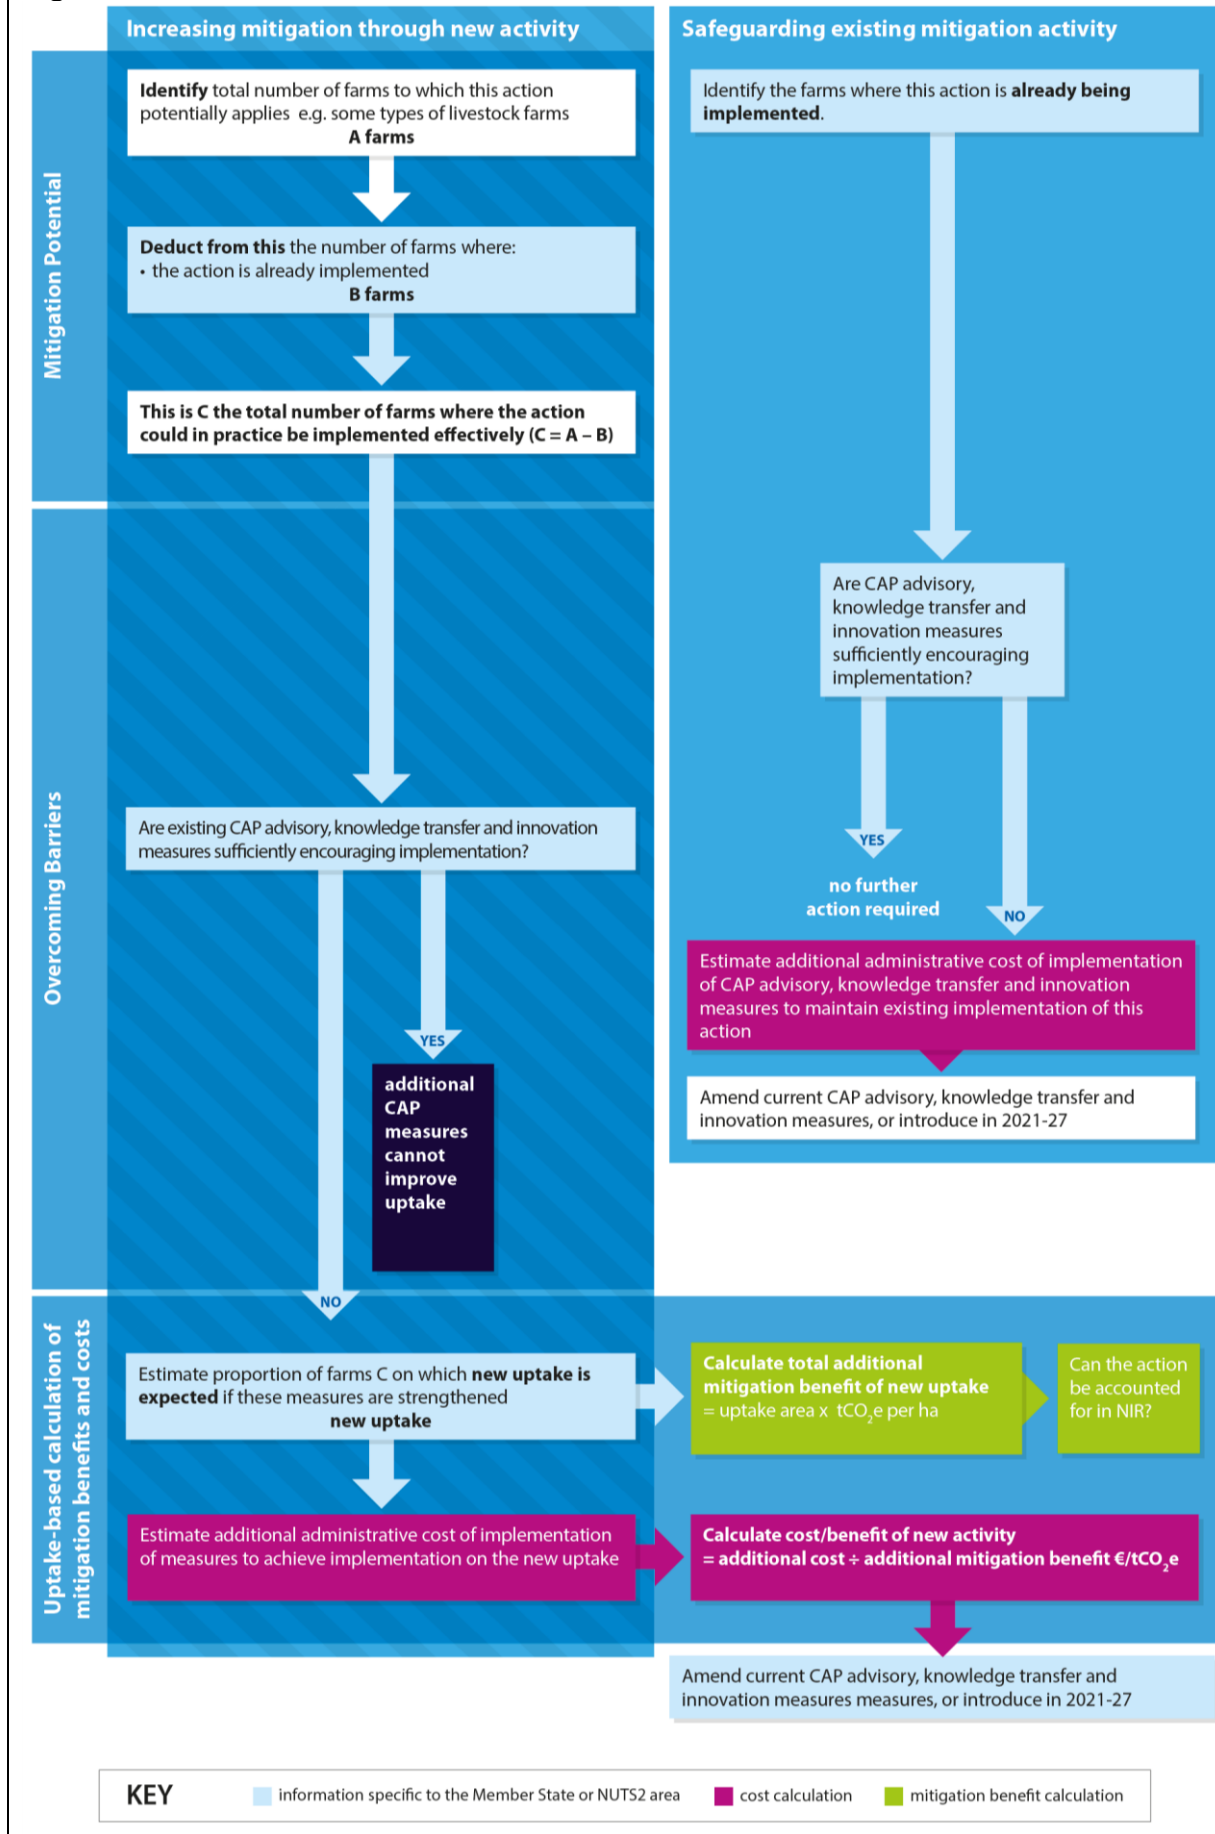 Increasing mitigation through new activity
Safeguarding existing mitigation activity
Mitigation Potential
Identify total number of farms to which this action
potentially applies e.g. some types of livestock farms
A farms
Deduct from this the number of farms where:
• the action is already implemented
B farms
This is C the total number of farms where the action
could in practice be implemented effectively (C = A – B)
Identify the farms where this action is already being
implemented.
Overcoming Barriers
Are existing CAP advisory, knowledge transfer and innovation
measures sufficiently encouraging implementation?
YES
additional
CAP
measures
cannot
improve
uptake
NO
Are CAP advisory,
knowledge transfer and
innovation measures
sufficiently encouraging
implementation?
YES
no further
action required
NO
Estimate additional administrative cost of implementation
of CAP advisory, knowledge transfer and innovation
measures to maintain existing implementation of this
action
Amend current CAP advisory, knowledge transfer and
innovation measures, or introduce in 2021-27
Uptake-based calculation of
mitigation benefits and costs
Estimate proportion of farms C on which new uptake is
expected if these measures are strengthened
new uptake
Calculate total additional
mitigation benefit of new uptake
= uptake area x tCO₂e per ha
Can the action
be accounted
for in NIR?
Estimate additional administrative cost of implementation
of measures to achieve implementation on the new uptake
Calculate cost/benefit of new activity
= additional cost ÷ additional mitigation benefit €/tCO₂e
Amend current CAP advisory, knowledge transfer and
innovation measures measures, or introduce in 2021-27
KEY
information specific to the Member State or NUTS2 area
cost calculation
mitigation benefit calculation